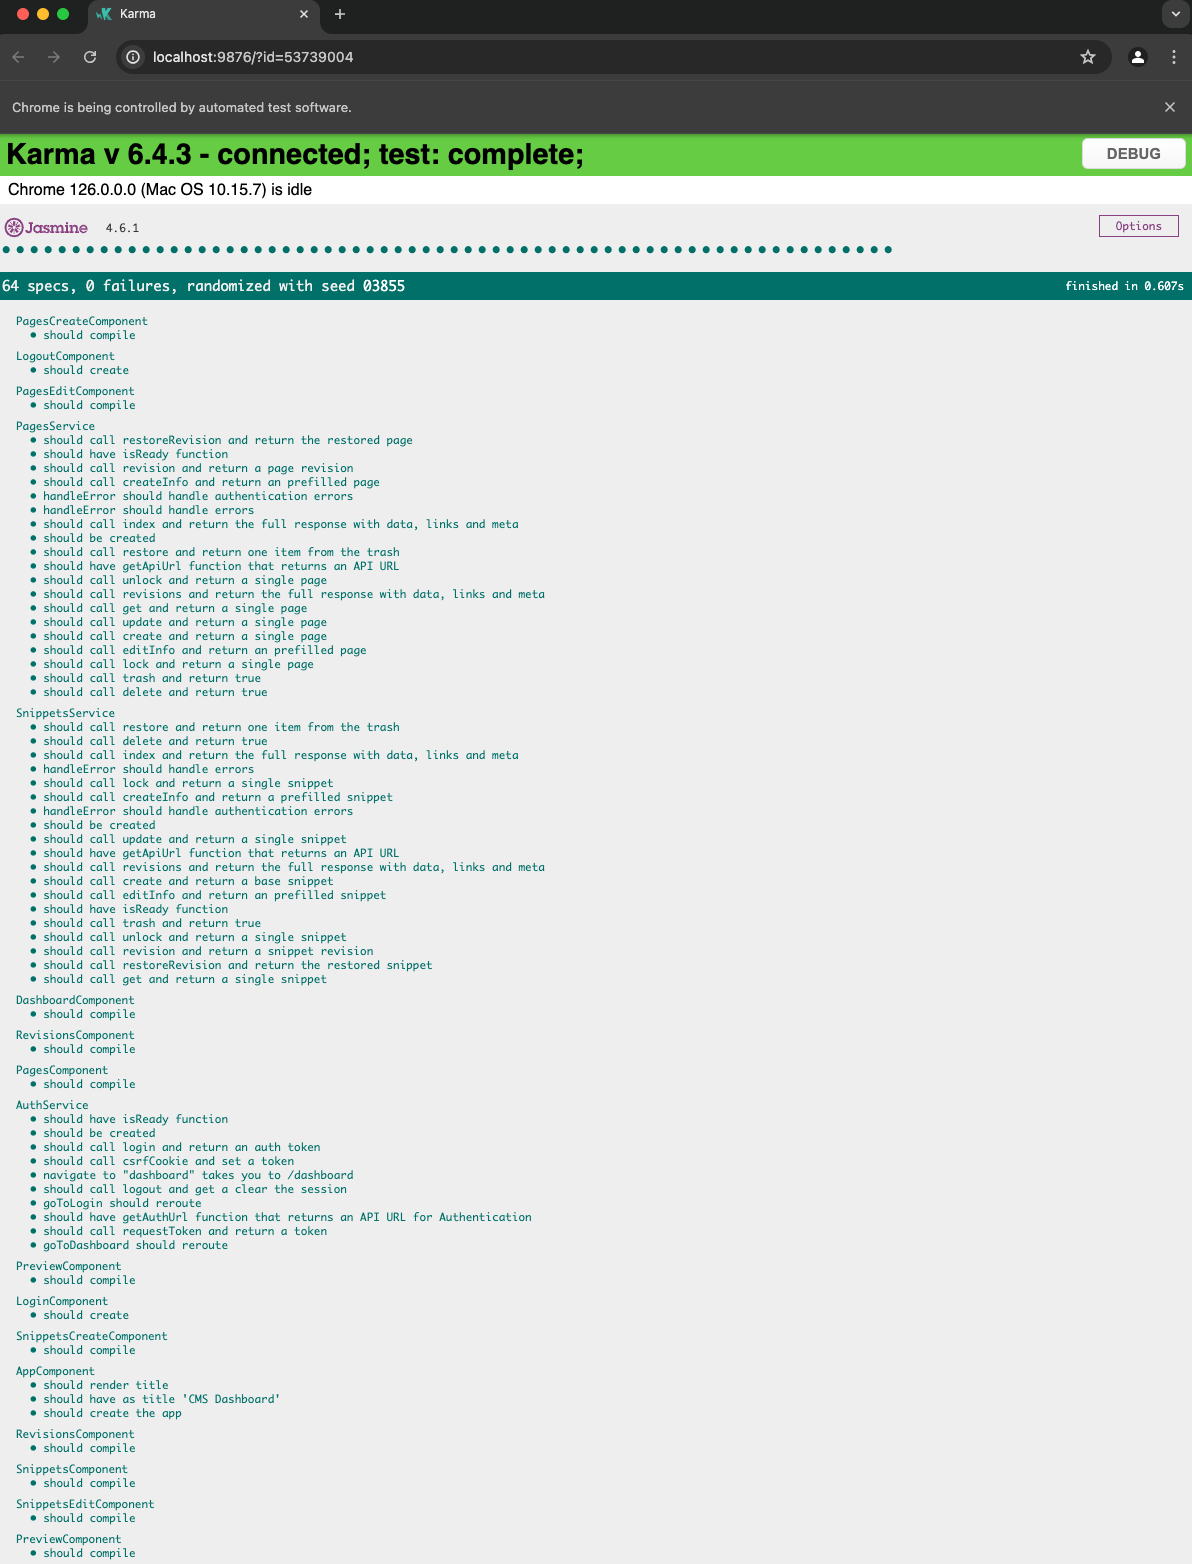 Karma
localhost:9876/?id=53739004
Chrome is being controlled by automated test software.
Karma v 6.4.3 - connected; test: complete;
DEBUG
Chrome 126.0.0.0 (Mac OS 10.15.7) is idle
Jasmine 4.6.1
Options
64 specs, 0 failures, randomized with seed 03855
finished in 0.607s
PagesCreateComponent
• should compile
LogoutComponent
• should create
PagesEditComponent
• should compile
PagesService
• should call restoreRevision and return the restored page
• should have isReady function
• should call revision and return a page revision
• should call createInfo and return an prefilled page
• handleError should handle authentication errors
• handleError should handle errors
• should call index and return the full response with data, links and meta
• should be created
• should call restore and return one item from the trash
• should have getApiUrl function that returns an API URL
• should call unlock and return a single page
• should call revisions and return the full response with data, links and meta
• should call get and return a single page
• should call update and return a single page
• should call create and return a single page
• should call editInfo and return an prefilled page
• should call lock and return a single page
• should call trash and return true
• should call delete and return true
SnippetsService
• should call restore and return one item from the trash
• should call delete and return true
• should call index and return the full response with data, links and meta
• handleError should handle errors
• should call lock and return a single snippet
• should call createInfo and return a prefilled snippet
• handleError should handle authentication errors
• should be created
• should call update and return a single snippet
• should have getApiUrl function that returns an API URL
• should call revisions and return the full response with data, links and meta
• should call create and return a base snippet
• should call editInfo and return an prefilled snippet
• should have isReady function
• should call trash and return true
• should call unlock and return a single snippet
• should call revision and return a snippet revision
• should call restoreRevision and return the restored snippet
• should call get and return a single snippet
DashboardComponent
• should compile
RevisionsComponent
• should compile
PagesComponent
• should compile
AuthService
• should have isReady function
• should be created
• should call login and return an auth token
• should call csrfCookie and set a token
• navigate to "dashboard" takes you to /dashboard
• should call logout and get a clear the session
• goToLogin should reroute
• should have getAuthUrl function that returns an API URL for Authentication
• should call requestToken and return a token
• goToDashboard should reroute
PreviewComponent
• should compile
LoginComponent
• should create
SnippetsCreateComponent
• should compile
AppComponent
• should render title
• should have as title 'CMS Dashboard'
• should create the app
RevisionsComponent
• should compile
SnippetsComponent
• should compile
SnippetsEditComponent
• should compile
PreviewComponent
• should compile